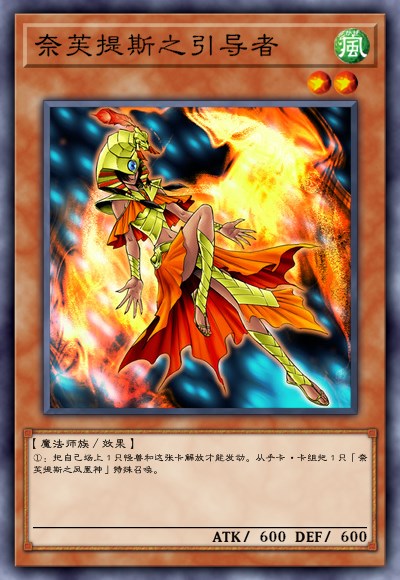 奈芙提斯之引导者
風
【魔法师族／效果】
①：把自己场上１只怪兽和这张卡解放才能发动。从手卡・卡组把１只「奈
芙提斯之凤凰神」特殊召唤。
ATK/ 600 DEF/ 600